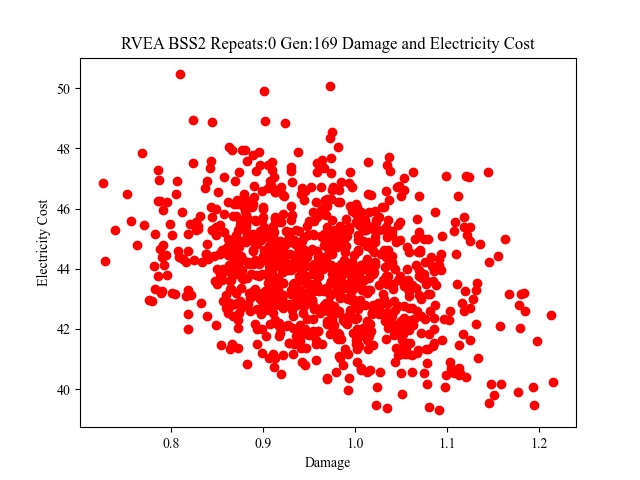 RVEA BSS2 Repeats:0 Gen:169 Damage and Electricity Cost
50
48
46
44
42
40
Electricity Cost
0.8 0.9 1.0 1.1 1.2
Damage